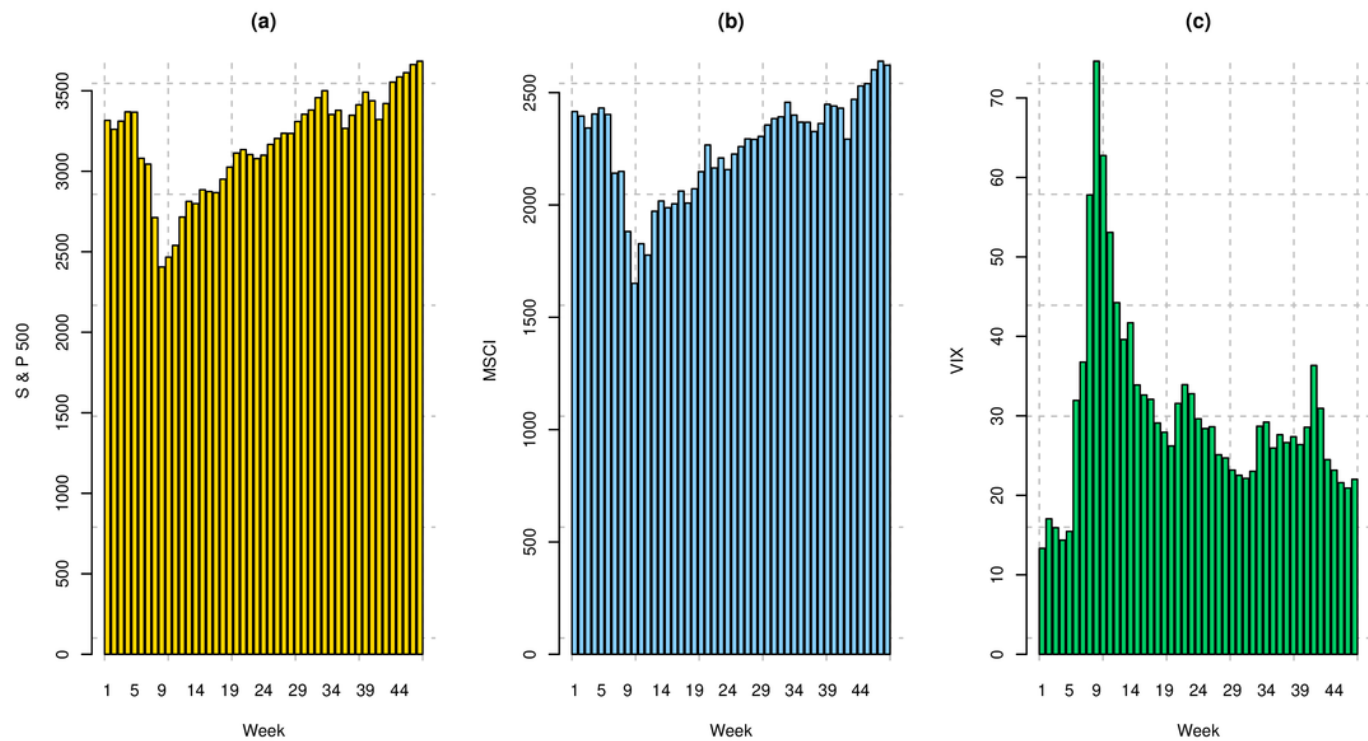 (a)
S & P 500
0 500 1000 1500 2000 2500 3000 3500
1 5 9 14 19 24 29 34 39 44
Week
(b)
MSCI
0 500 1000 1500 2000 2500
1 5 9 14 19 24 29 34 39 44
Week
(c)
VIX
0 10 20 30 40 50 60 70
1 5 9 14 19 24 29 34 39 44
Week